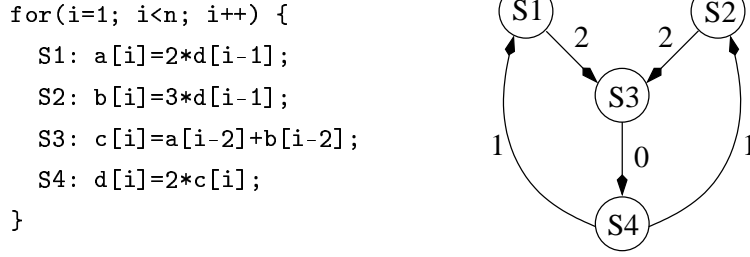 for(i=1; i<n; i++) {
S1: a[i]=2*d[i-1];
S2: b[i]=3*d[i-1];
S3: c[i]=a[i-2]+b[i-2];
S4: d[i]=2*c[i];
}
S1
S2
2
2
S3
1
1
0
S4